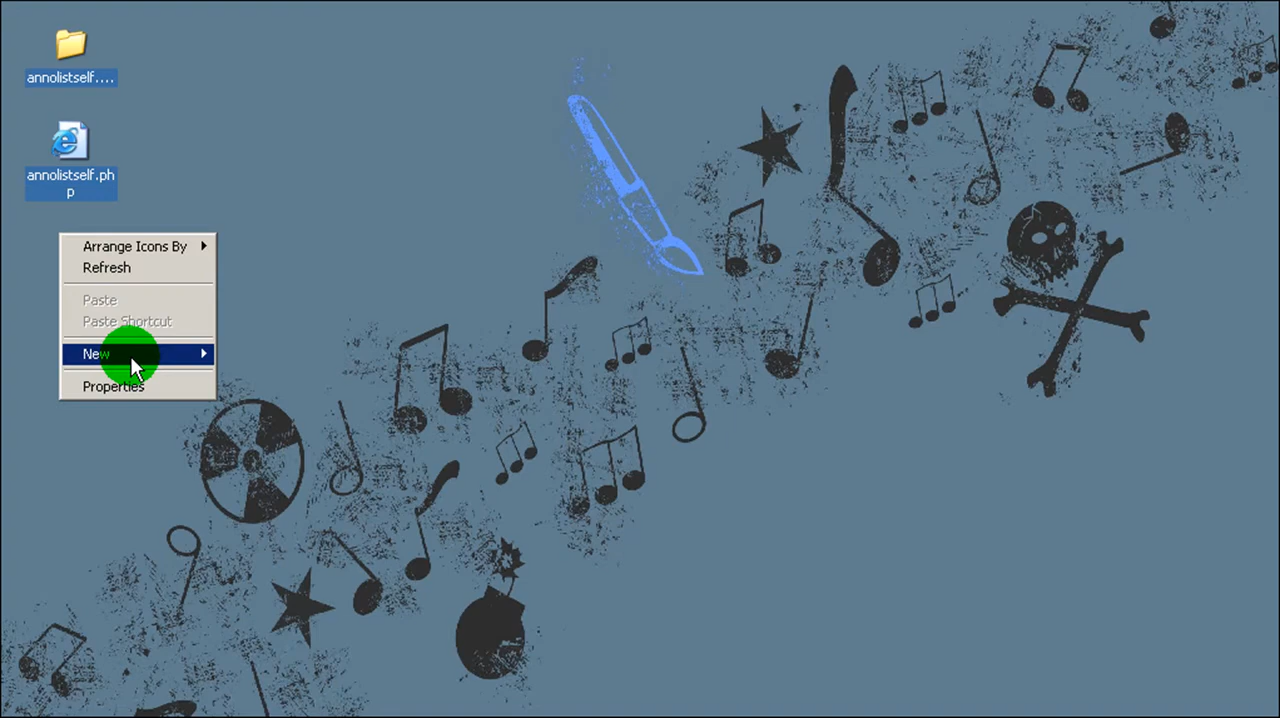 annolistself....
annolistself.ph
p
Arrange Icons By
Refresh
Paste
Paste Shortcut
New
Properties